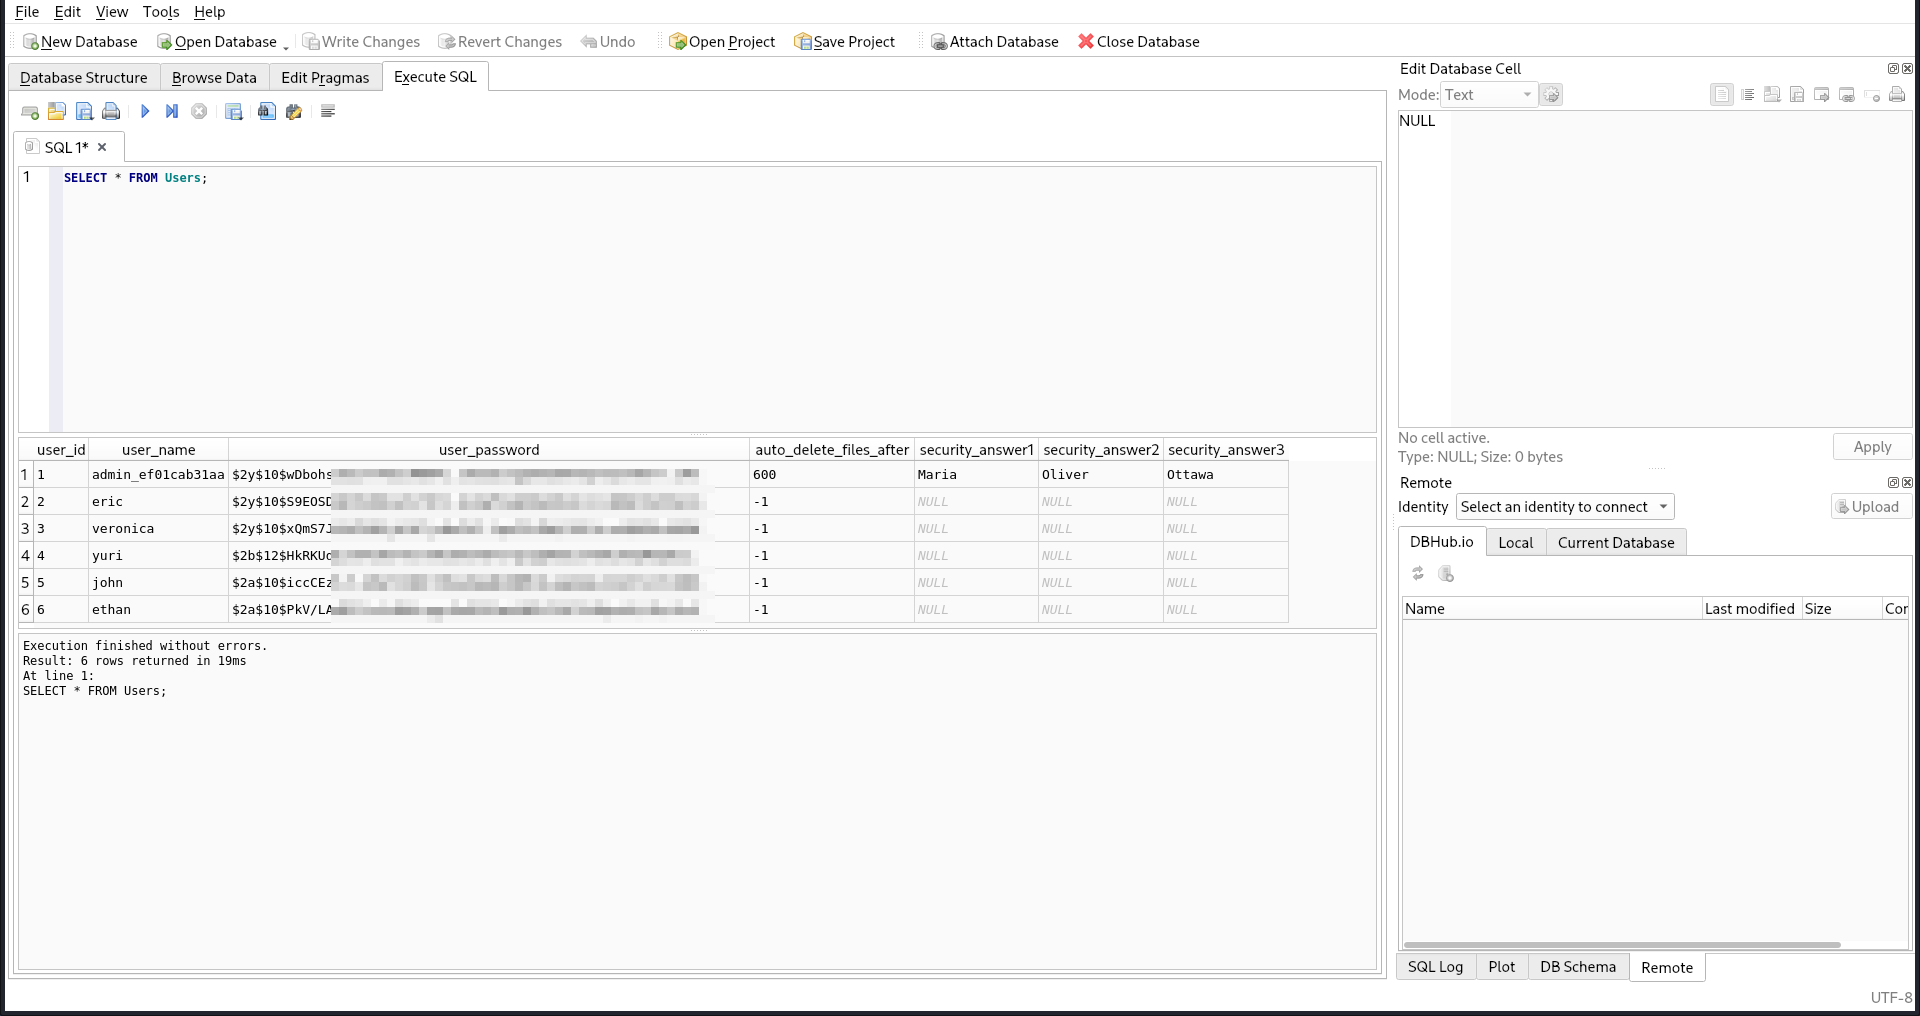 File Edit View Tools Help
New Database Open Database Write Changes Revert Changes Undo Open Project Save Project Attach Database Close Database
Database Structure Browse Data Edit Pragmas Execute SQL
SQL 1*
1 SELECT * FROM Users;
user_id user_name user_password auto_delete_files_after security_answer1 security_answer2 security_answer3
1 1 admin_ef01cab31aa $2y$10$wDbohs 600 Maria Oliver Ottawa
2 2 eric $2y$10$S9EOSD -1 NULL NULL NULL
3 3 veronica $2y$10$xQmS7J -1 NULL NULL NULL
4 4 yuri $2b$12$HkRKUd -1 NULL NULL NULL
5 5 john $2a$10$iccCEz -1 NULL NULL NULL
6 6 ethan $2a$10$PkV/LA -1 NULL NULL NULL
Execution finished without errors.
Result: 6 rows returned in 19ms
At line 1:
SELECT * FROM Users;
Edit Database Cell
Mode: Text
NULL
No cell active.
Type: NULL; Size: 0 bytes
Apply
Remote
Identity Select an identity to connect Upload
DBHub.io Local Current Database
Name Last modified Size Cor
SQL Log Plot DB Schema Remote
UTF-8